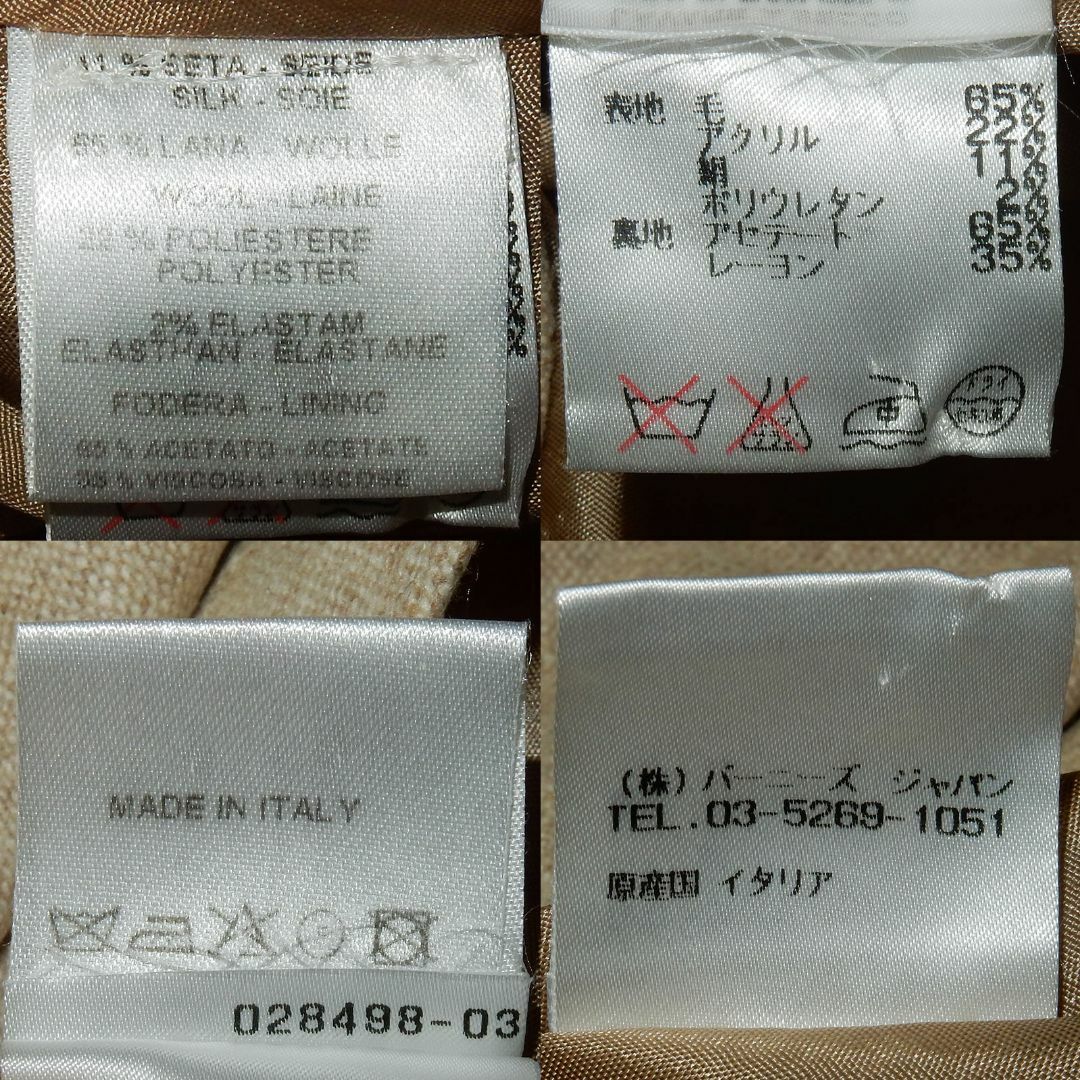 11 % SETA - SEIDE
SILK - SOIE
65 % LANA - WOLLE
WOOL - LAINE
% POLIESTERE
POLYESTER
2% ELASTAM
ELASTHAN - ELASTANE
FODERA - LINING
65 % ACETATO - ACETATE
35 % VISCOSA - VISCOSE
表地 毛 65%
アクリル 22%
絹 11%
ポリウレタン 2%
裏地 アセテート 65%
レーヨン 35%
中
ドライ
MADE IN ITALY
028498-03
(株) バーニーズ ジャパン
TEL.03-5269-1051
原産国 イタリア